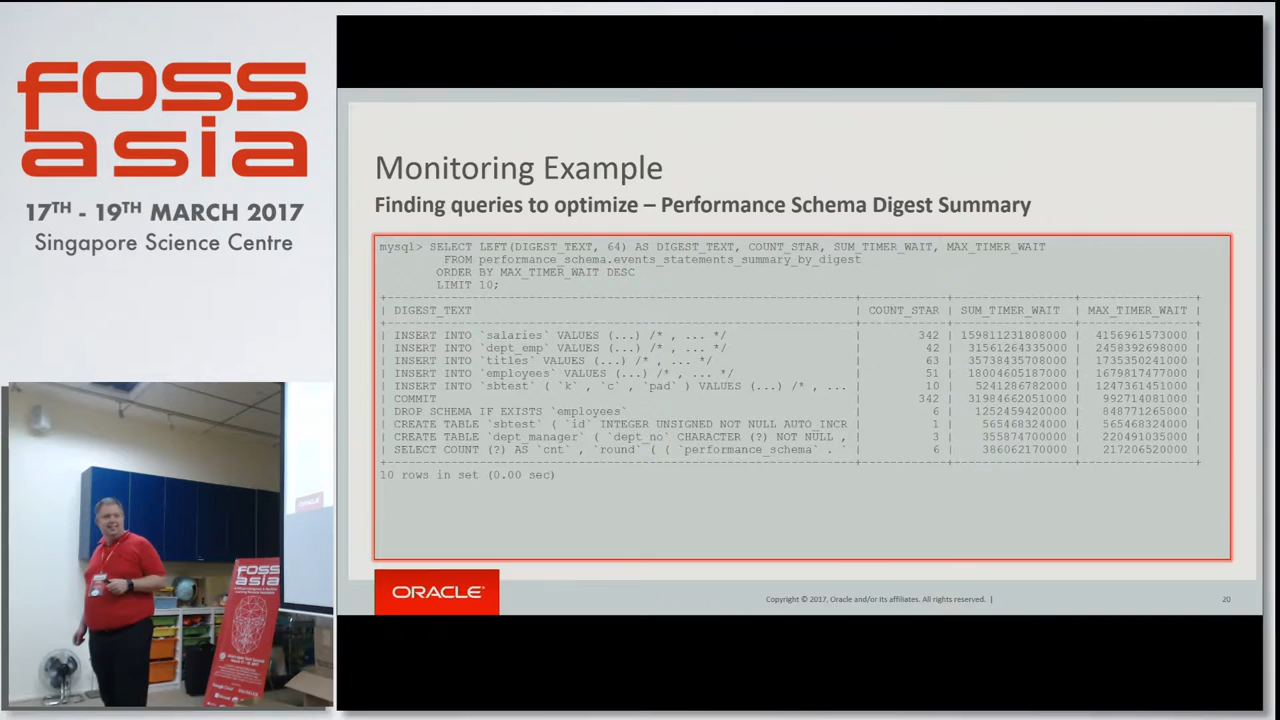 FOSS
asia
17TH - 19TH MARCH 2017
Singapore Science Centre
Monitoring Example
Finding queries to optimize – Performance Schema Digest Summary
mysql> SELECT LEFT(DIGEST_TEXT, 64) AS DIGEST_TEXT, COUNT_STAR, SUM_TIMER_WAIT, MAX_TIMER_WAIT
FROM performance_schema.events_statements_summary_by_digest
ORDER BY MAX_TIMER_WAIT DESC
LIMIT 10;
| DIGEST_TEXT | COUNT_STAR | SUM_TIMER_WAIT | MAX_TIMER_WAIT |
| INSERT INTO `salaries` VALUES (...) /* , ... */ | 342 | 159811231808000 | 4156961573000 |
| INSERT INTO `dept_emp` VALUES (...) /* , ... */ | 42 | 31561264335000 | 2458392698000 |
| INSERT INTO `titles` VALUES (...) /* , ... */ | 63 | 35738435708000 | 1735350241000 |
| INSERT INTO `employees` VALUES (...) /* , ... */ | 51 | 18004605187000 | 1679817477000 |
| INSERT INTO `sbtest` ( `k` , `c` , `pad` ) VALUES (...) /* , ... | 10 | 5241286782000 | 1247361451000 |
| COMMIT | 342 | 31984662051000 | 992714081000 |
| DROP SCHEMA IF EXISTS `employees` | 6 | 1252459420000 | 848771265000 |
| CREATE TABLE `sbtest` ( `id` INTEGER UNSIGNED NOT NULL AUTO_INCR | 1 | 565468324000 | 565468324000 |
| CREATE TABLE `dept_manager` ( `dept_no` CHARACTER (?) NOT NULL , | 3 | 355874700000 | 220491035000 |
| SELECT COUNT (?) AS `cnt` , `round` ( ( `performance_schema` . ` | 6 | 386062170000 | 217206520000 |
10 rows in set (0.00 sec)
ORACLE
Copyright © 2017, Oracle and/or its affiliates. All rights reserved. |
20
FOSS
asia